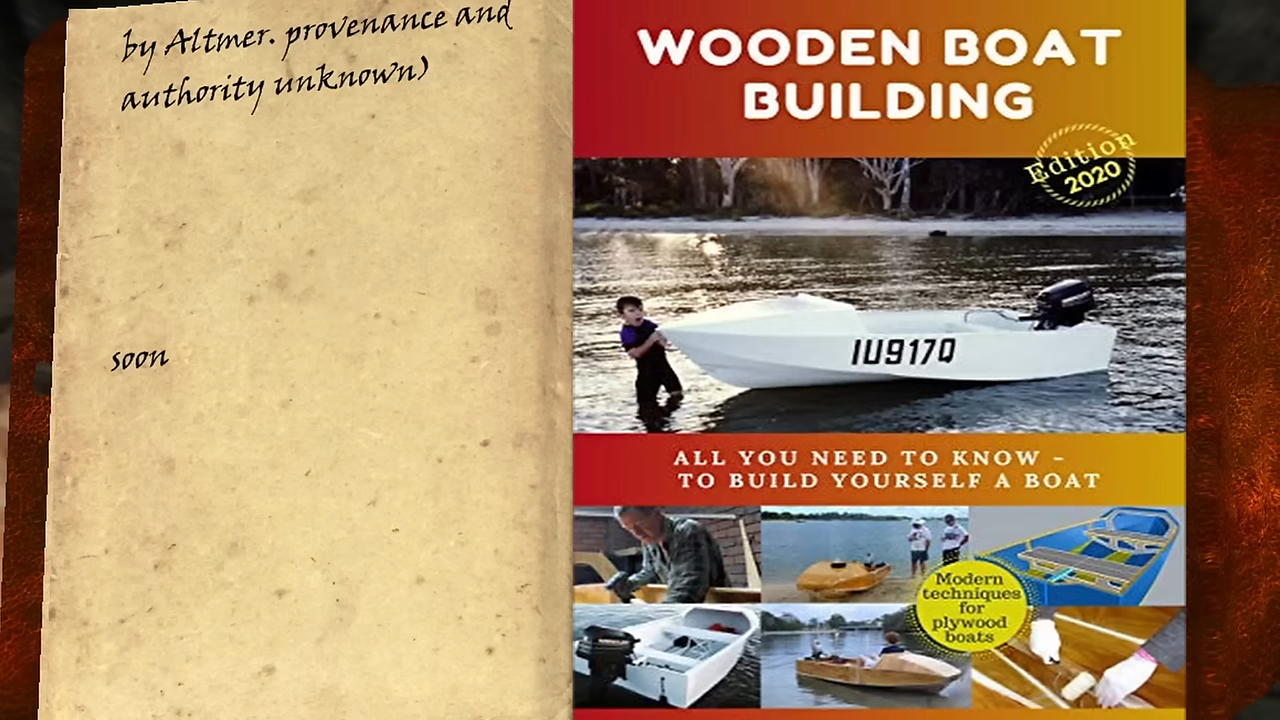 by Altmer. provenance and
authority unknown)
soon
WOODEN BOAT
BUILDING
Edition
2020
IU917Q
ALL YOU NEED TO KNOW –
TO BUILD YOURSELF A BOAT
Modern
techniques
for
plywood
boats